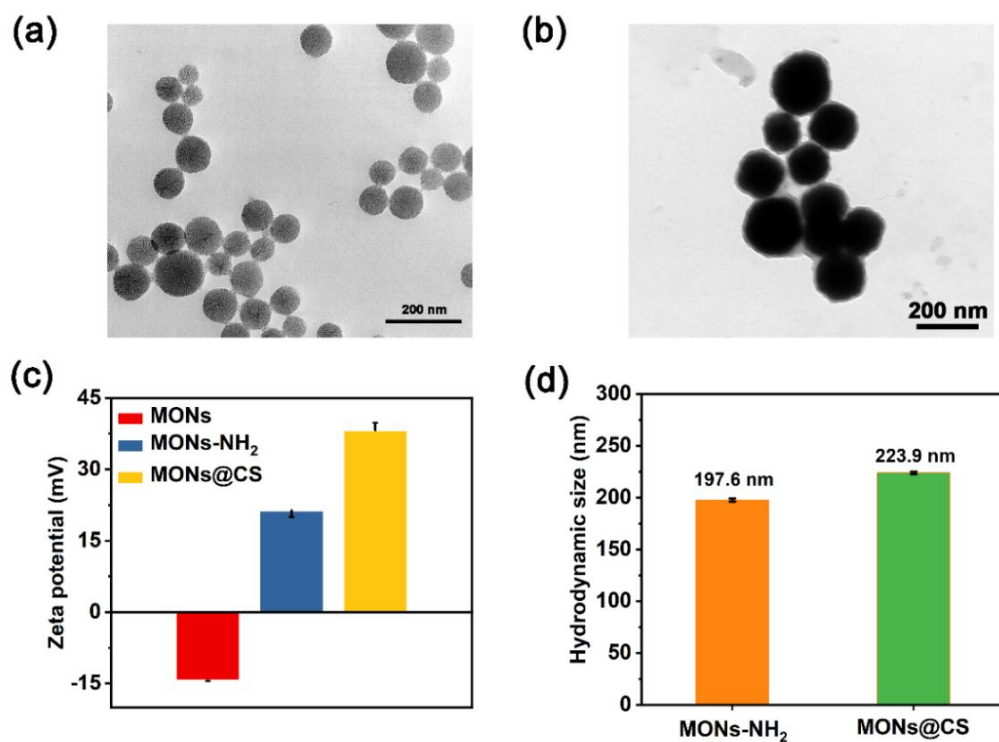 (a)
200 nm
(b)
200 nm
(c)
Zeta potential (mV)
45
30
15
0
-15
MONs
MONs-NH₂
MONs@CS
(d)
Hydrodynamic size (nm)
300
250
200
150
100
50
0
197.6 nm
223.9 nm
MONs-NH₂
MONs@CS